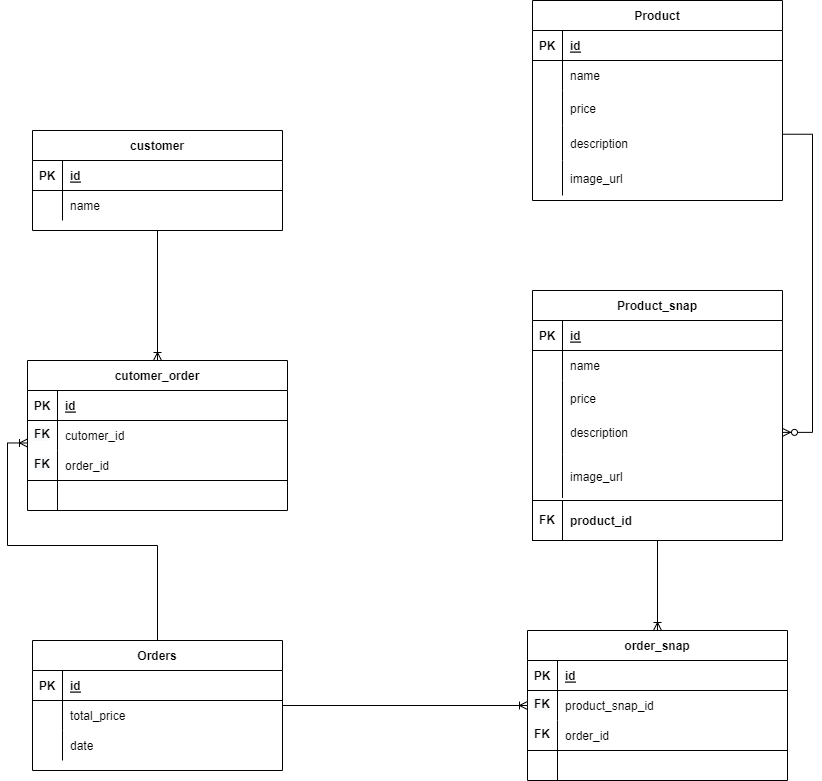 Product
PK id
name
price
description
image_url
customer
PK id
name
Product_snap
PK id
name
price
description
image_url
FK product_id
cutomer_order
PK id
FK cutomer_id
FK order_id
Orders
PK id
total_price
date
order_snap
PK id
FK product_snap_id
FK order_id